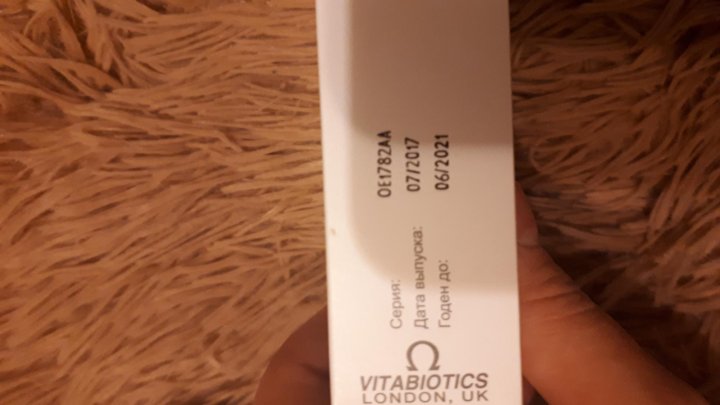 Серия: OE1782AA
Дата выпуска: 07/2017
Годен до: 06/2021
VITABIOTICS
LONDON, UK